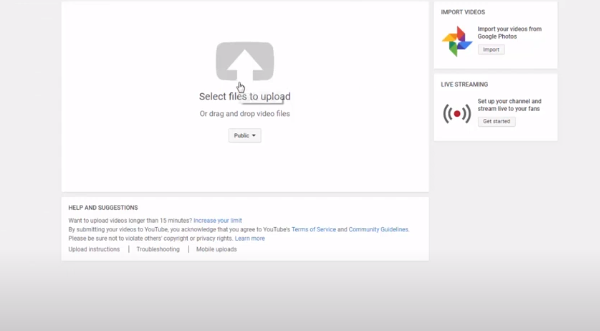 Select files to upload
Or drag and drop video files
Public
IMPORT VIDEOS
Import your videos from
Google Photos
Import
LIVE STREAMING
Set up your channel and
stream live to your fans
Get started
HELP AND SUGGESTIONS
Want to upload videos longer than 15 minutes? Increase your limit
By submitting your videos to YouTube, you acknowledge that you agree to YouTube's Terms of Service and Community Guidelines.
Please be sure not to violate others' copyright or privacy rights. Learn more
Upload instructions | Troubleshooting | Mobile uploads